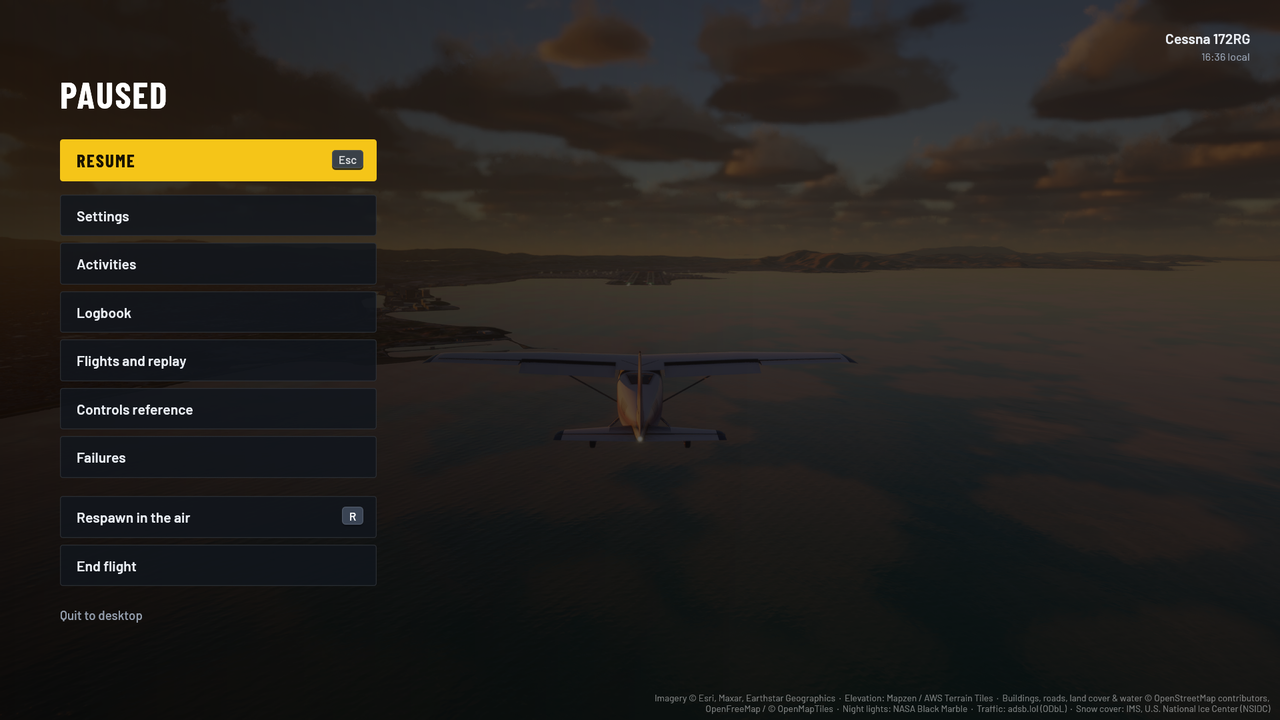 Cessna 172RG
16:36 local
PAUSED
RESUME Esc
Settings
Activities
Logbook
Flights and replay
Controls reference
Failures
Respawn in the air R
End flight
Quit to desktop
Imagery © Esri, Maxar, Earthstar Geographics · Elevation: Mapzen / AWS Terrain Tiles · Buildings, roads, land cover & water © OpenStreetMap contributors,
OpenFreeMap / © OpenMapTiles · Night lights: NASA Black Marble · Traffic: adsb.lol (ODbL) · Snow cover: IMS, U.S. National Ice Center (NSIDC)